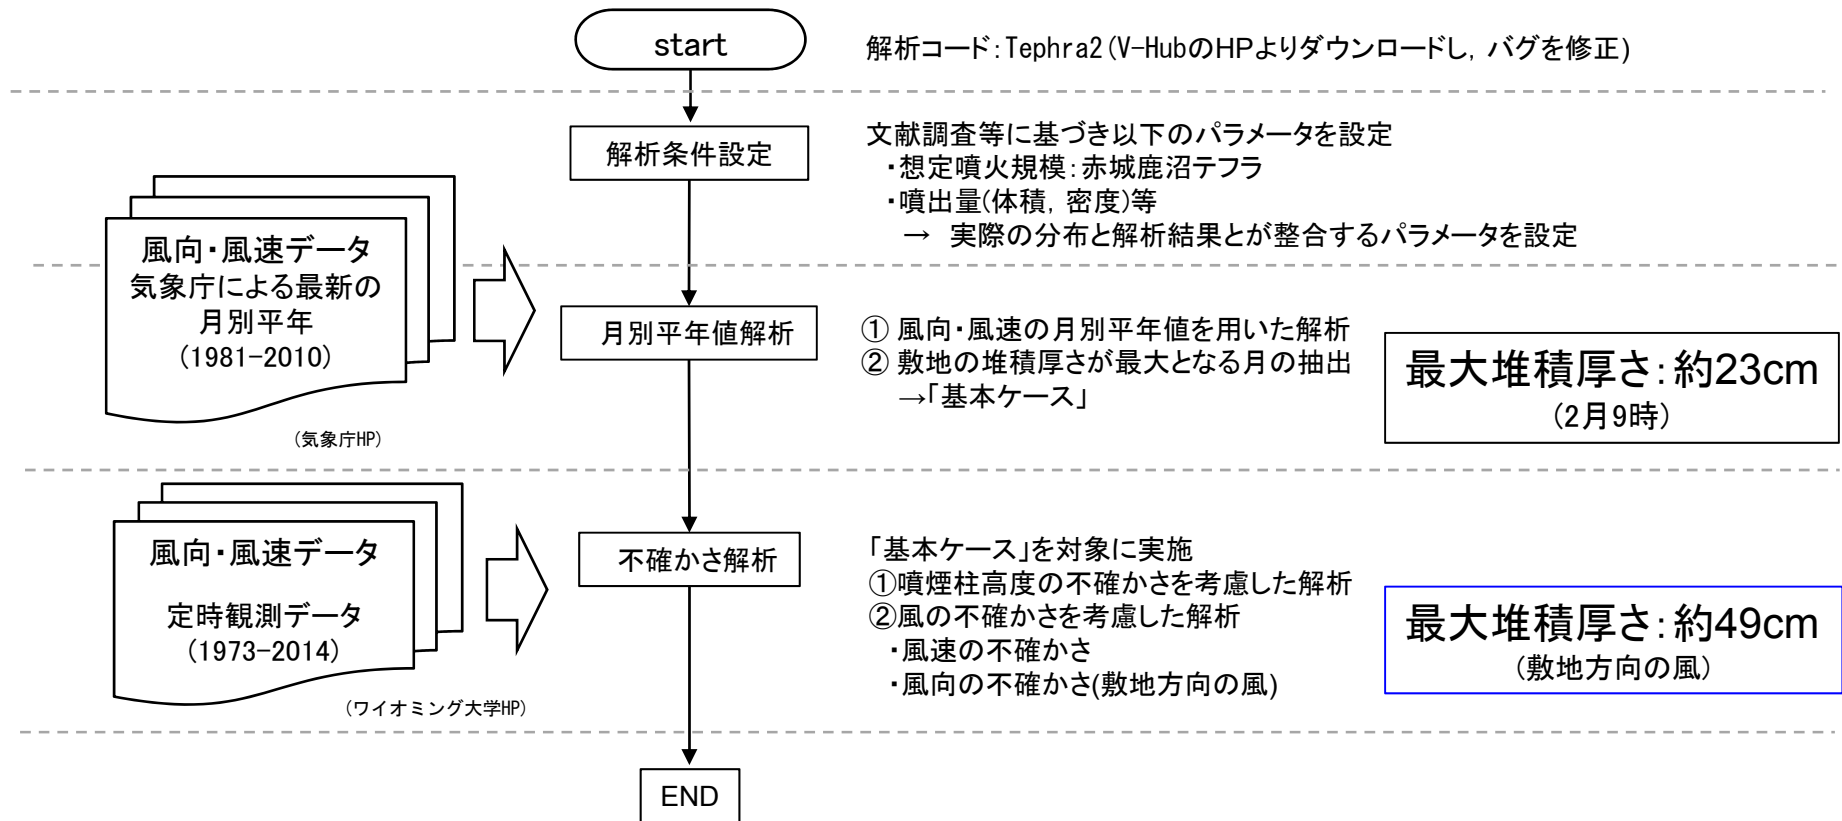 start
解析コード：Tephra2（V-HubのHPよりダウンロードし，バグを修正）
解析条件設定
文献調査等に基づき以下のパラメータを設定
・想定噴火規模：赤城鹿沼テフラ
・噴出量(体積，密度)等
→ 実際の分布と解析結果とが整合するパラメータを設定
風向・風速データ
気象庁による最新の
月別平年
（1981-2010）
（気象庁HP）
月別平年値解析
① 風向・風速の月別平年値を用いた解析
② 敷地の堆積厚さが最大となる月の抽出
→「基本ケース」
最大堆積厚さ：約23cm
（2月9時）
風向・風速データ
定時観測データ
（1973-2014）
（ワイオミング大学HP）
不確かさ解析
「基本ケース」を対象に実施
①噴煙柱高度の不確かさを考慮した解析
②風の不確かさを考慮した解析
・風速の不確かさ
・風向の不確かさ(敷地方向の風)
最大堆積厚さ：約49cm
（敷地方向の風）
END